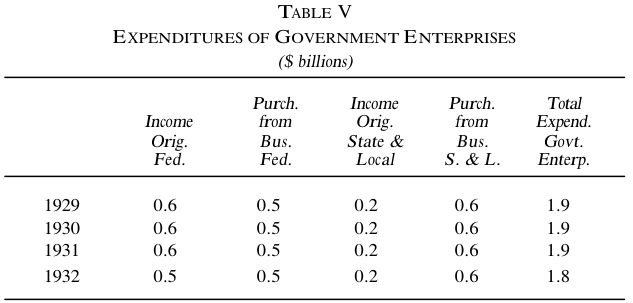 TABLE V
EXPENDITURES OF GOVERNMENT ENTERPRISES
($ billions)
Income Orig. Fed. Purch. from Bus. Fed. Income Orig. State & Local Purch. from Bus. S. & L. Total Expend. Govt. Enterp.
1929 0.6 0.5 0.2 0.6 1.9
1930 0.6 0.5 0.2 0.6 1.9
1931 0.6 0.5 0.2 0.6 1.9
1932 0.5 0.5 0.2 0.6 1.8